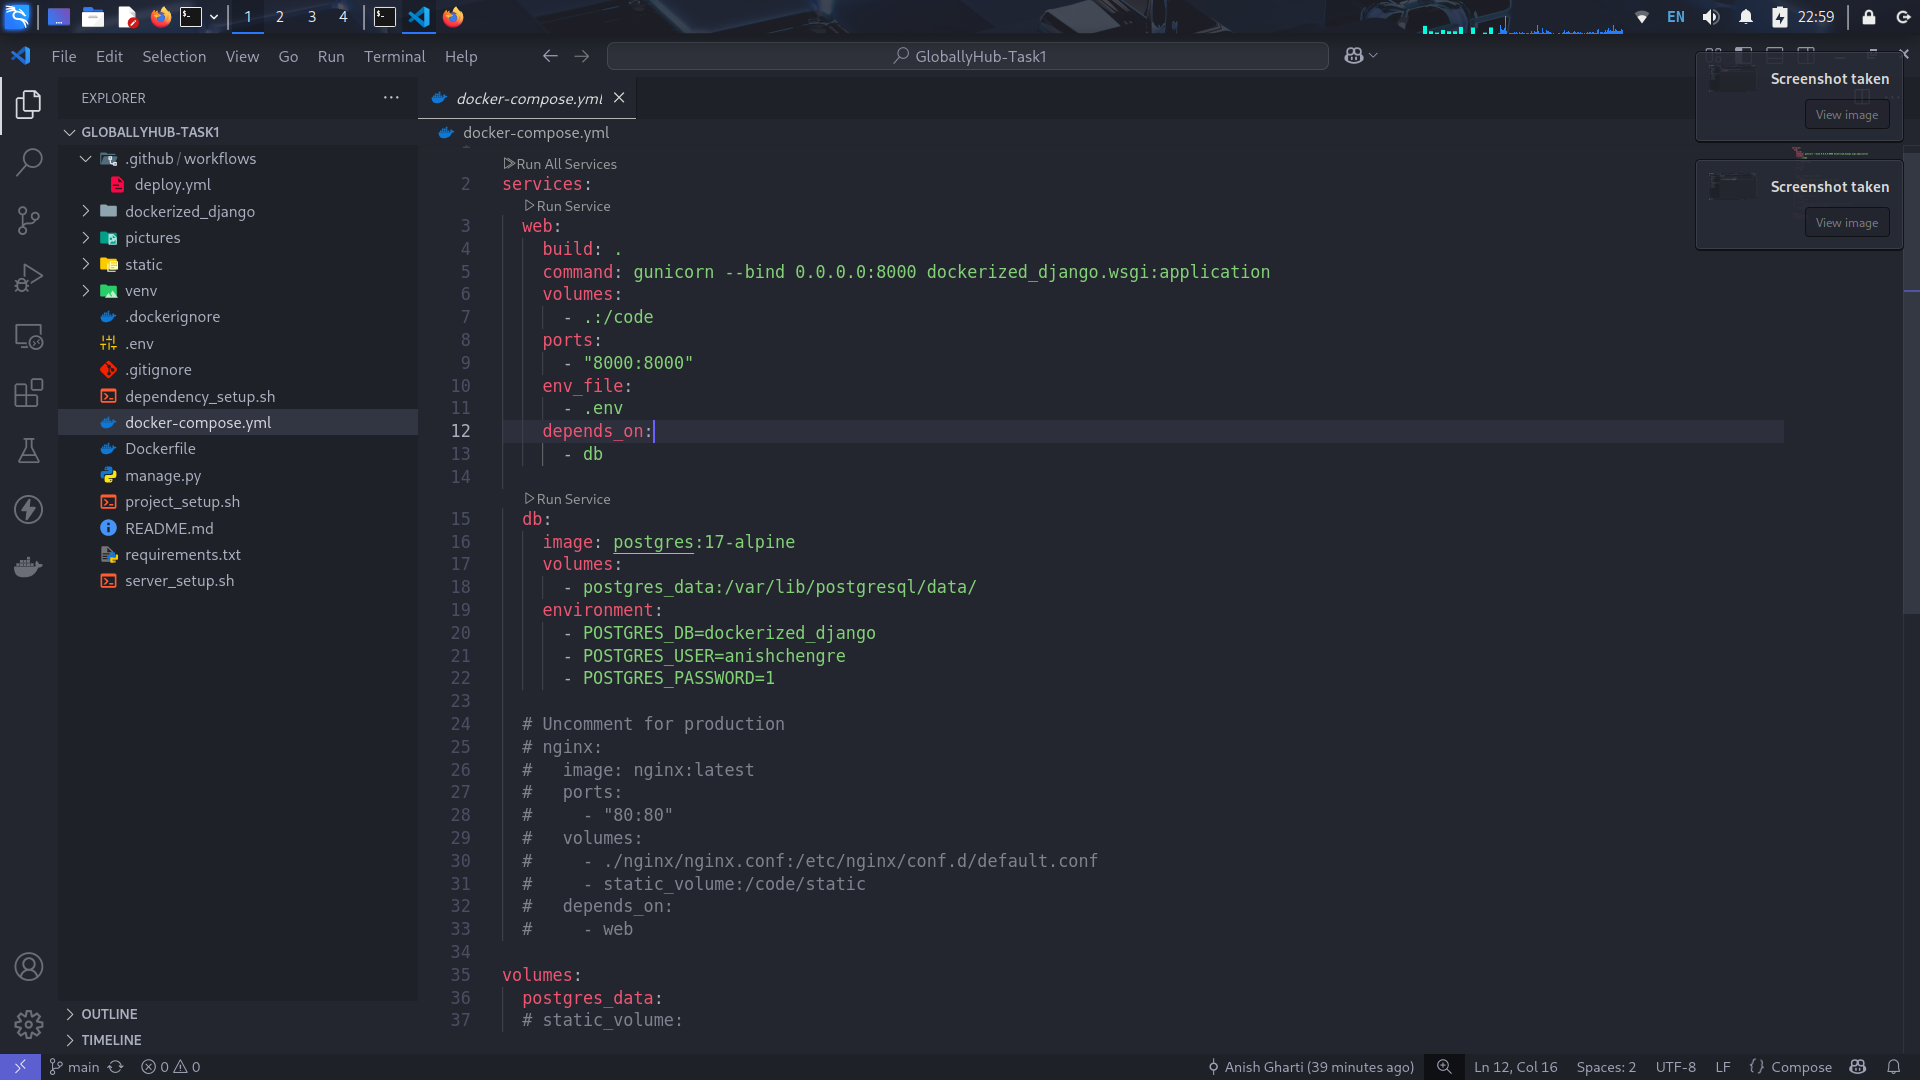 1 2 3 4 EN 22:59
File Edit Selection View Go Run Terminal Help GloballyHub-Task1
Screenshot taken
View image
Screenshot taken
View image
EXPLORER ···
GLOBALLYHUB-TASK1
.github / workflows
deploy.yml
dockerized_django
pictures
static
venv
.dockerignore
.env
.gitignore
dependency_setup.sh
docker-compose.yml
Dockerfile
manage.py
project_setup.sh
README.md
requirements.txt
server_setup.sh
OUTLINE
TIMELINE
docker-compose.yml
docker-compose.yml
1
Run All Services
2 services:
Run Service
3   web:
4     build: .
5     command: gunicorn --bind 0.0.0.0:8000 dockerized_django.wsgi:application
6     volumes:
7       - .:/code
8     ports:
9       - "8000:8000"
10     env_file:
11       - .env
12     depends_on:
13       - db
14
Run Service
15   db:
16     image: postgres:17-alpine
17     volumes:
18       - postgres_data:/var/lib/postgresql/data/
19     environment:
20       - POSTGRES_DB=dockerized_django
21       - POSTGRES_USER=anishchengre
22       - POSTGRES_PASSWORD=1
23
24   # Uncomment for production
25   # nginx:
26   #   image: nginx:latest
27   #   ports:
28   #     - "80:80"
29   #   volumes:
30   #     - ./nginx/nginx.conf:/etc/nginx/conf.d/default.conf
31   #     - static_volume:/code/static
32   #   depends_on:
33   #     - web
34
35 volumes:
36   postgres_data:
37   # static_volume:
main 0 0 Anish Gharti (39 minutes ago) Ln 12, Col 16 Spaces: 2 UTF-8 LF {} Compose